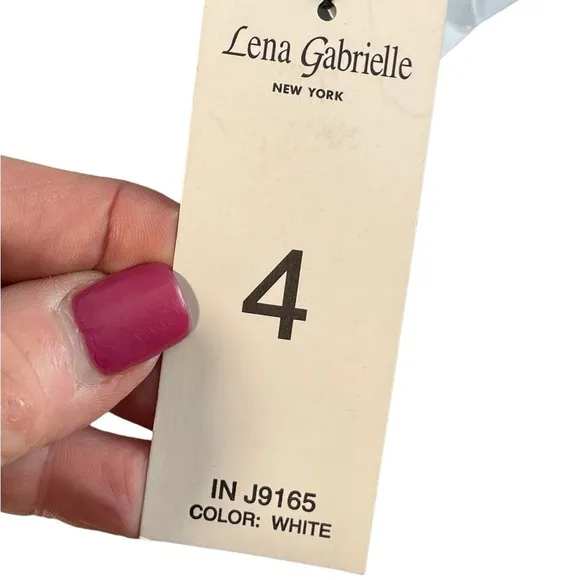 Lena Gabrielle
NEW YORK
4
IN J9165
COLOR: WHITE